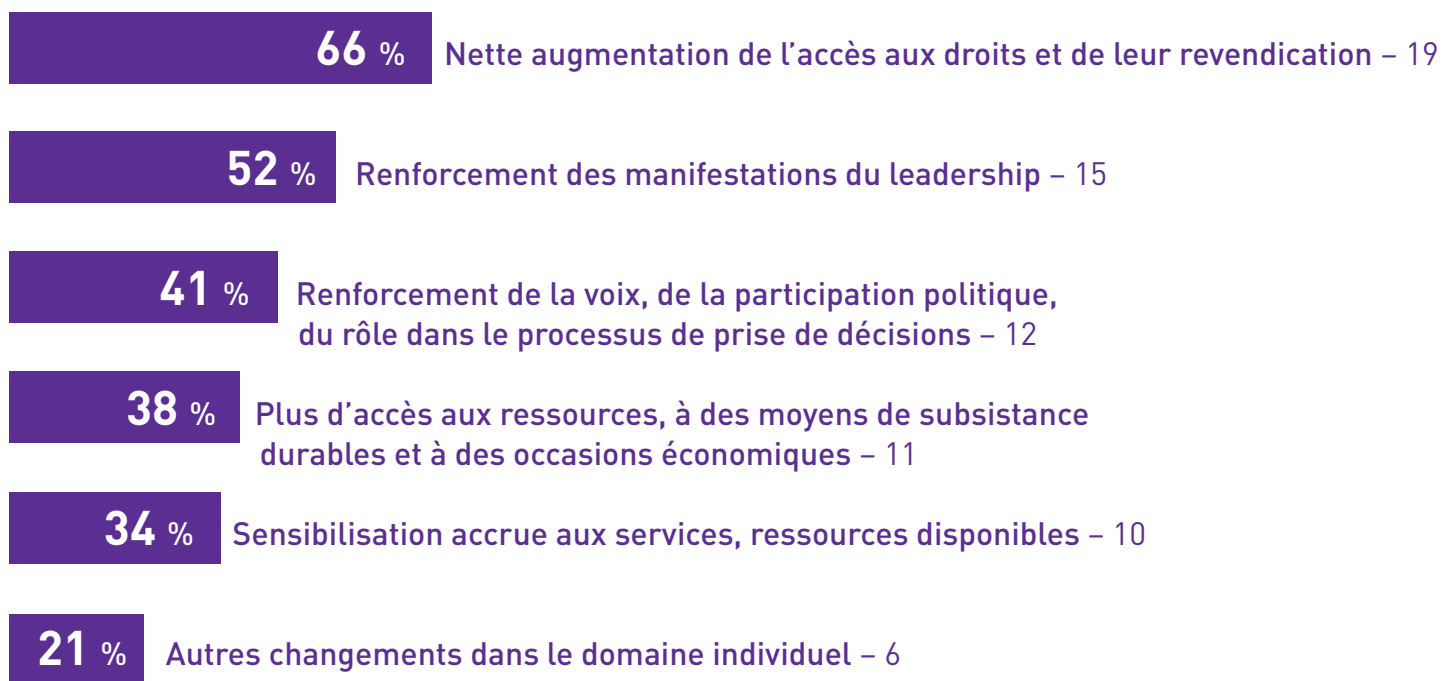 66 % Nette augmentation de l’accès aux droits et de leur revendication – 19
52 % Renforcement des manifestations du leadership – 15
41 % Renforcement de la voix, de la participation politique,
du rôle dans le processus de prise de décisions – 12
38 % Plus d’accès aux ressources, à des moyens de subsistance
durables et à des occasions économiques – 11
34 % Sensibilisation accrue aux services, ressources disponibles – 10
21 % Autres changements dans le domaine individuel – 6